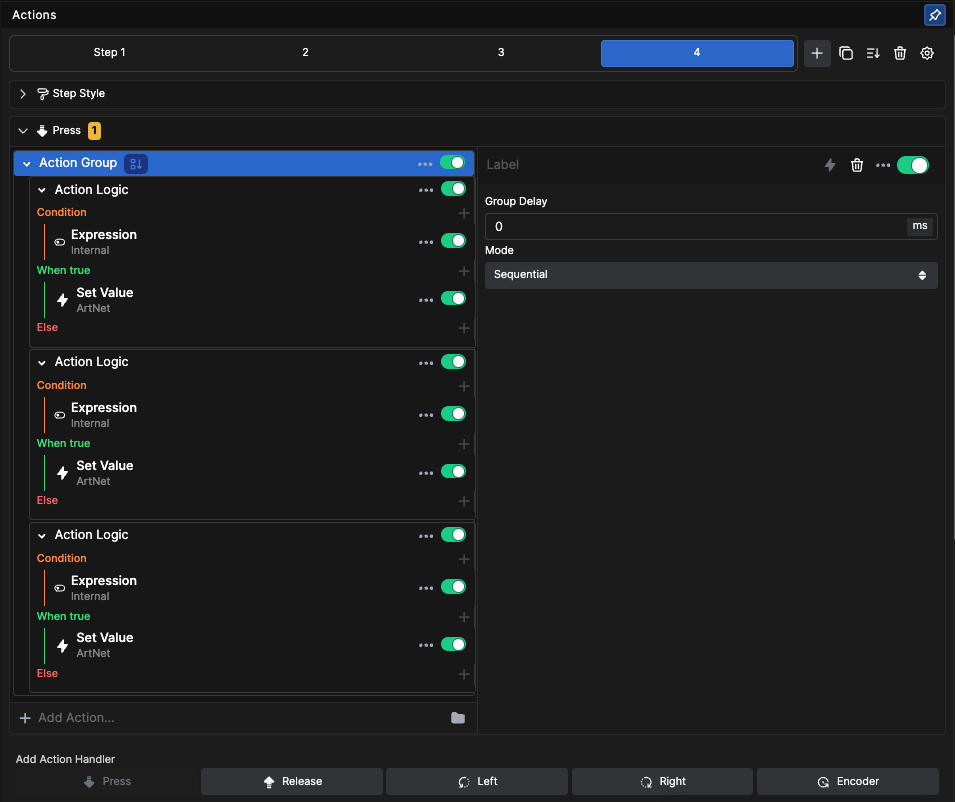 Actions
Step 1 2 3 4
Step Style
Press 1
Action Group
Label
Action Logic
Condition
Expression
Internal
When true
Set Value
ArtNet
Else
Action Logic
Condition
Expression
Internal
When true
Set Value
ArtNet
Else
Action Logic
Condition
Expression
Internal
When true
Set Value
ArtNet
Else
Group Delay
0 ms
Mode
Sequential
Add Action...
Add Action Handler
Press Release Left Right Encoder